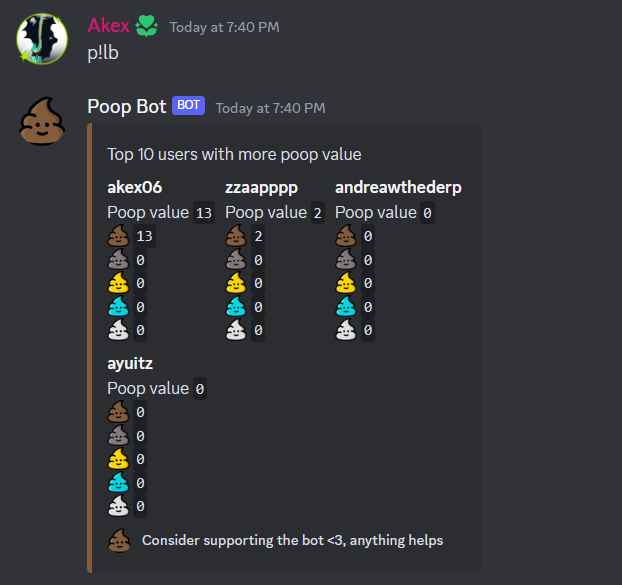 Akex Today at 7:40 PM
p!lb
Poop Bot BOT Today at 7:40 PM
Top 10 users with more poop value
akex06 zzaapppp andreawthederp
Poop value 13 Poop value 2 Poop value 0
13 2 0
0 0 0
0 0 0
0 0 0
0 0 0
ayuitz
Poop value 0
0
0
0
0
0
Consider supporting the bot <3, anything helps